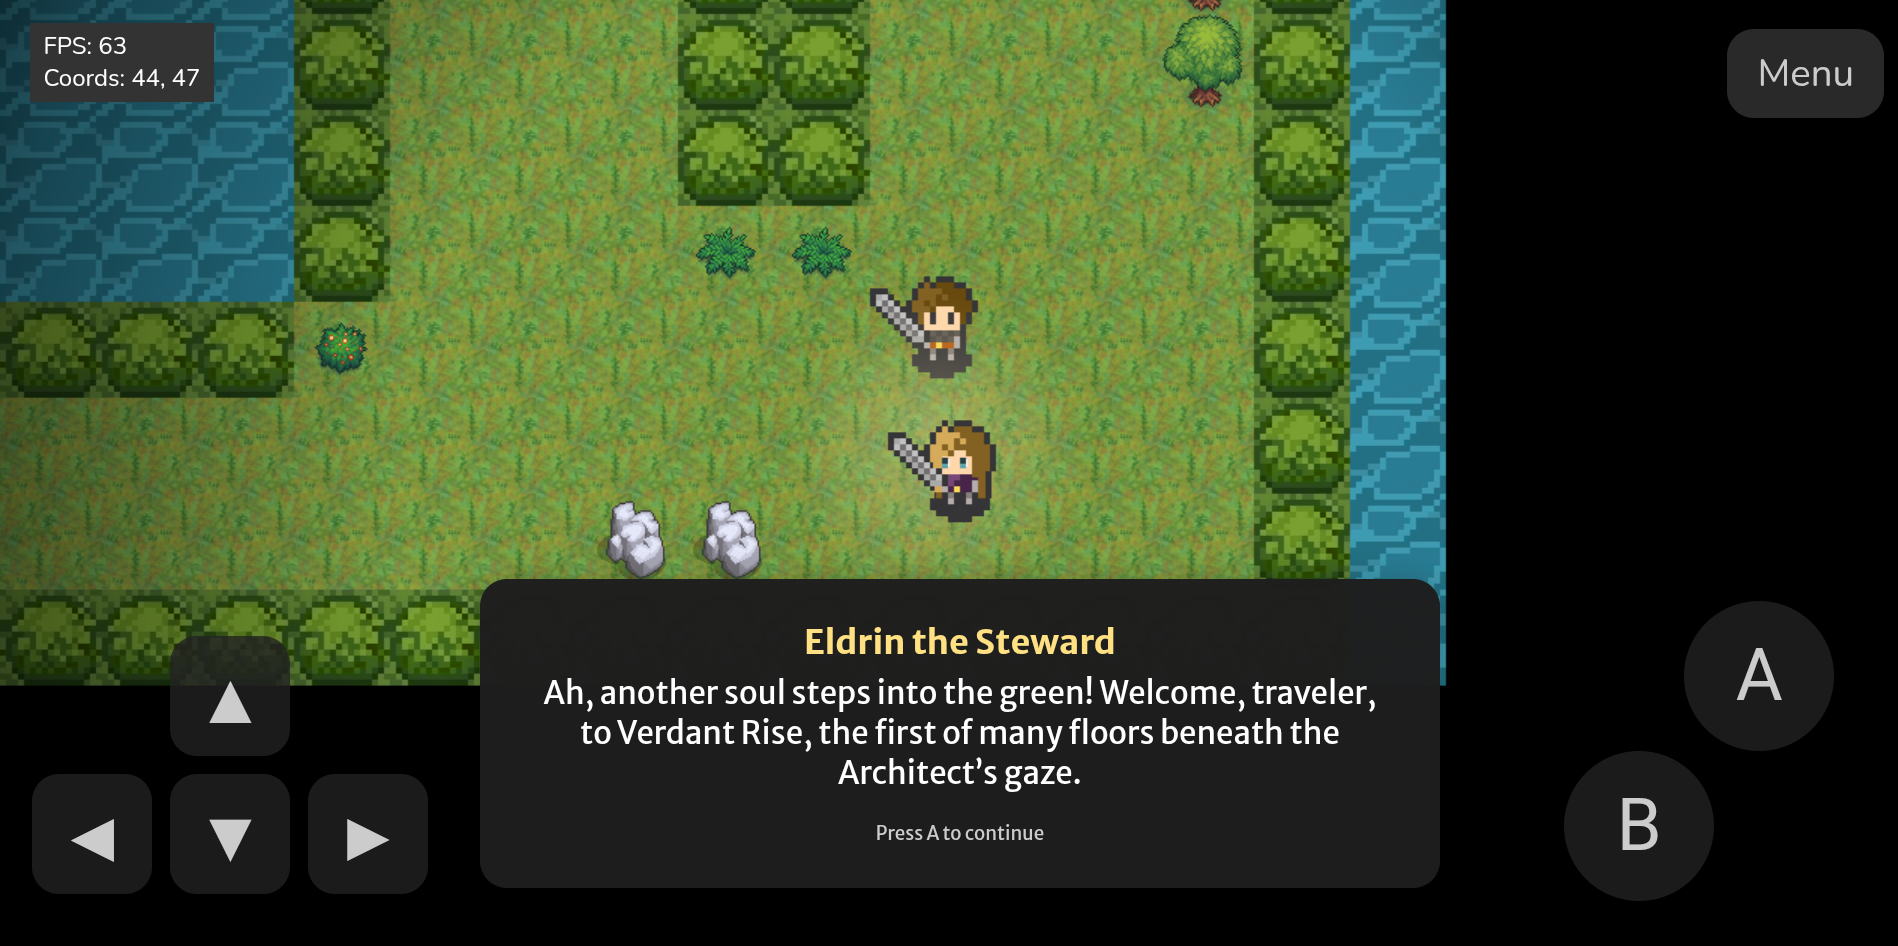 FPS: 63
Coords: 44, 47
Menu
Eldrin the Steward
Ah, another soul steps into the green! Welcome, traveler,
to Verdant Rise, the first of many floors beneath the
Architect’s gaze.
Press A to continue
▲
◀
▼
▶
A
B